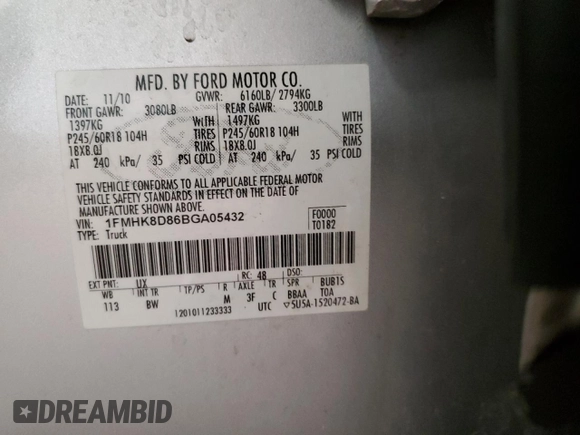 MFD. BY FORD MOTOR CO.
DATE: 11/10 GVWR: 6160LB/ 2794KG
FRONT GAWR: 3080LB REAR GAWR: 3300LB
1397KG WITH 1497KG WITH
P245/60R18 104H TIRES P245/60R18 104H TIRES
18X8.0J RIMS 18X8.0J RIMS
AT 240 kPa/ 35 PSI COLD AT 240 kPa/ 35 PSI COLD
THIS VEHICLE CONFORMS TO ALL APPLICABLE FEDERAL MOTOR
VEHICLE SAFETY STANDARDS IN EFFECT ON THE DATE OF
MANUFACTURE SHOWN ABOVE.
VIN: 1FMHK8D86BGA05432 F0000
TYPE: Truck T0182
EXT PNT: UX RC: 48 DSO:
WB INT TR TP/PS R AXLE TR SPR BUB1S
113 BW M 3F C BBAA TOA
1201011233333 UTC ▽5U5A-1520472-BA
DREAMBID